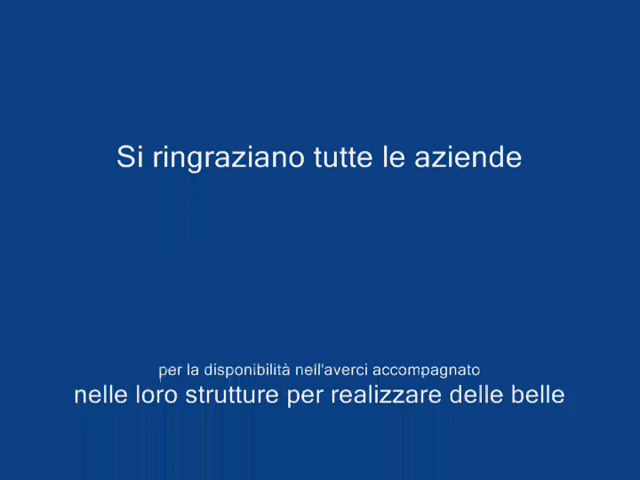 Si ringraziano tutte le aziende
per la disponibilità nell'averci accompagnato
nelle loro strutture per realizzare delle belle